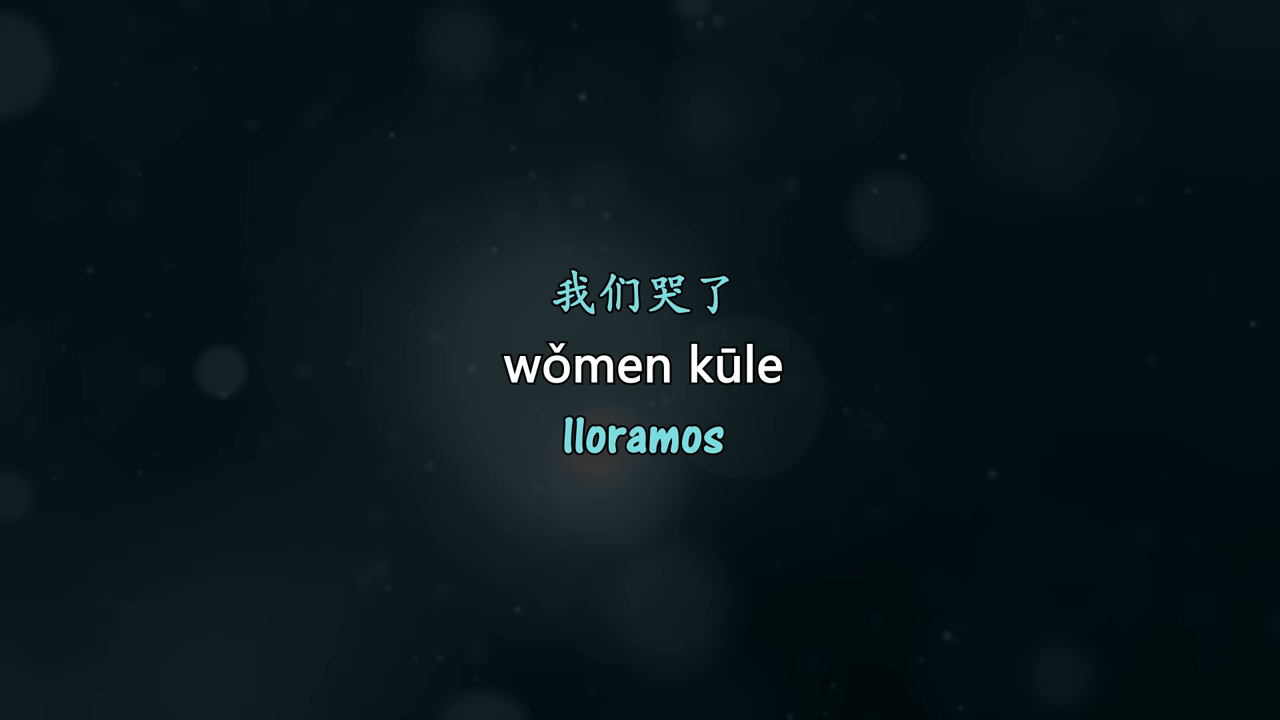 我们哭了
wǒmen kūle
lloramos